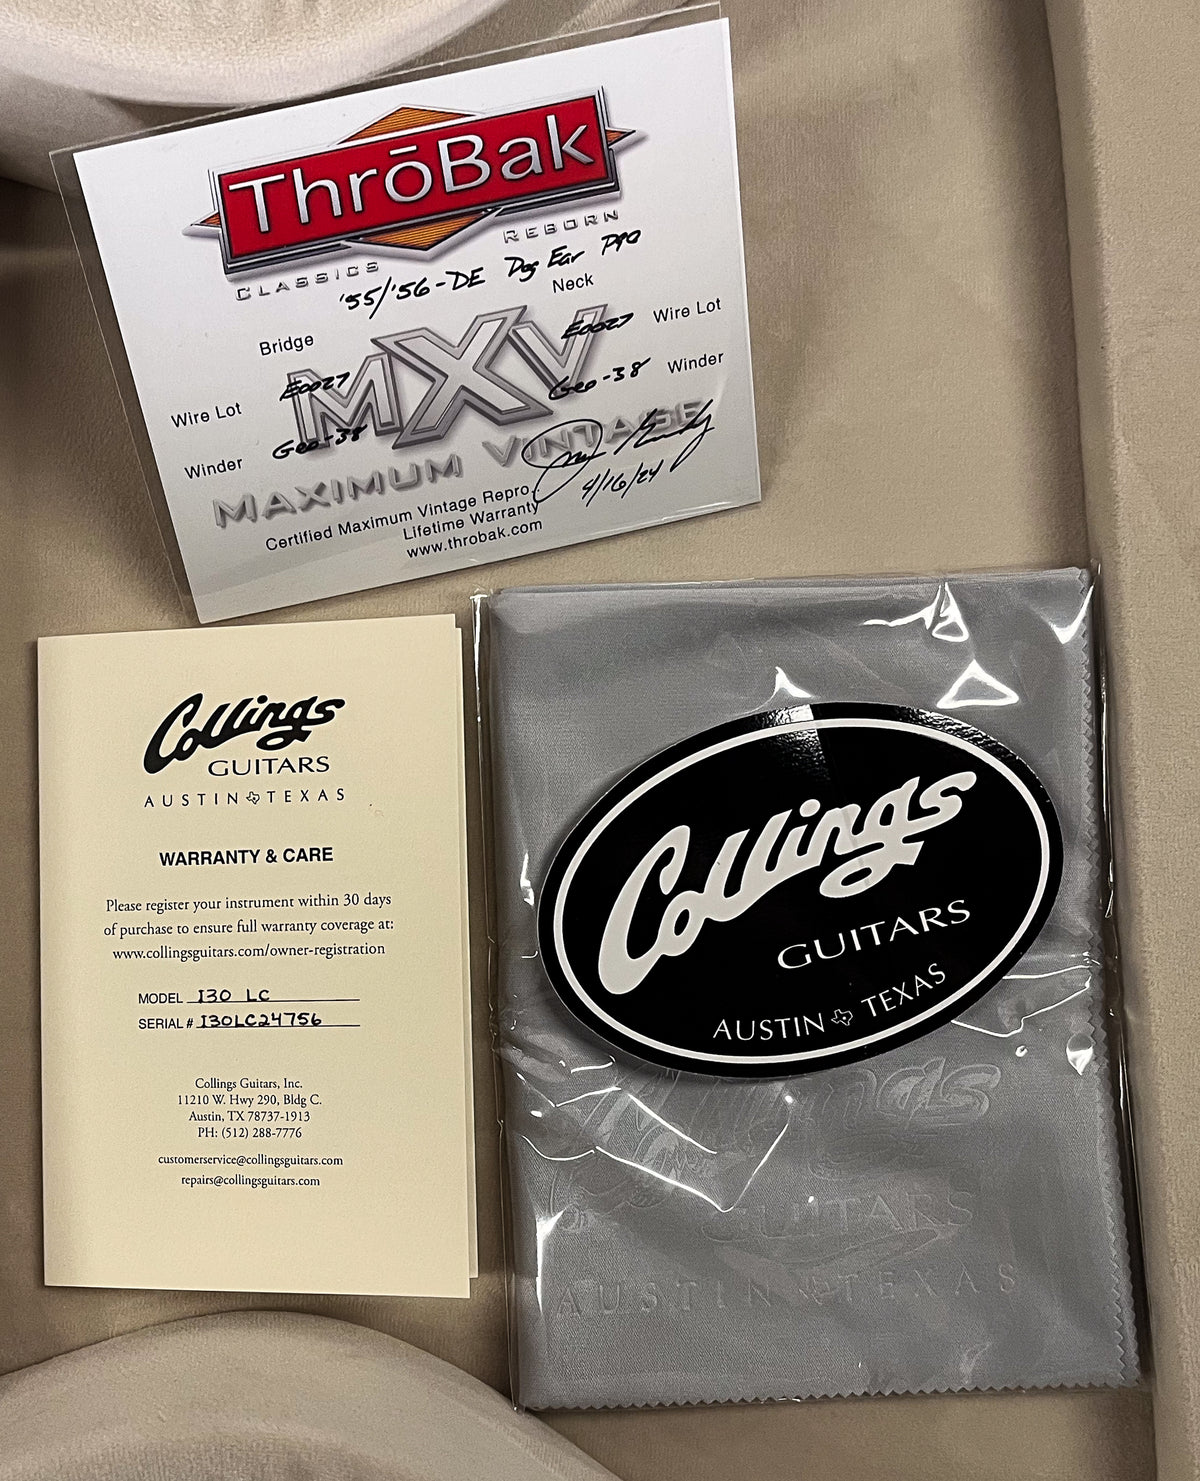 ThrōBak
CLASSICS REBORN
'55/'56-DE Dog Ear P90
Bridge
Neck
MXV
E0027 Wire Lot
Wire Lot E0027
Geo-38 Winder
Winder Geo-38
MAXIMUM VINTAGE
4/16/24
Certified Maximum Vintage Repro.
Lifetime Warranty
www.throbak.com
Collings
GUITARS
AUSTIN TEXAS
WARRANTY & CARE
Please register your instrument within 30 days
of purchase to ensure full warranty coverage at:
www.collingsguitars.com/owner-registration
MODEL I30 LC
SERIAL # I30LC24756
Collings Guitars, Inc.
11210 W. Hwy 290, Bldg C.
Austin, TX 78737-1913
PH: (512) 288-7776
customerservice@collingsguitars.com
repairs@collingsguitars.com
Collings
GUITARS
AUSTIN TEXAS
Collings
GUITARS
AUSTIN TEXAS